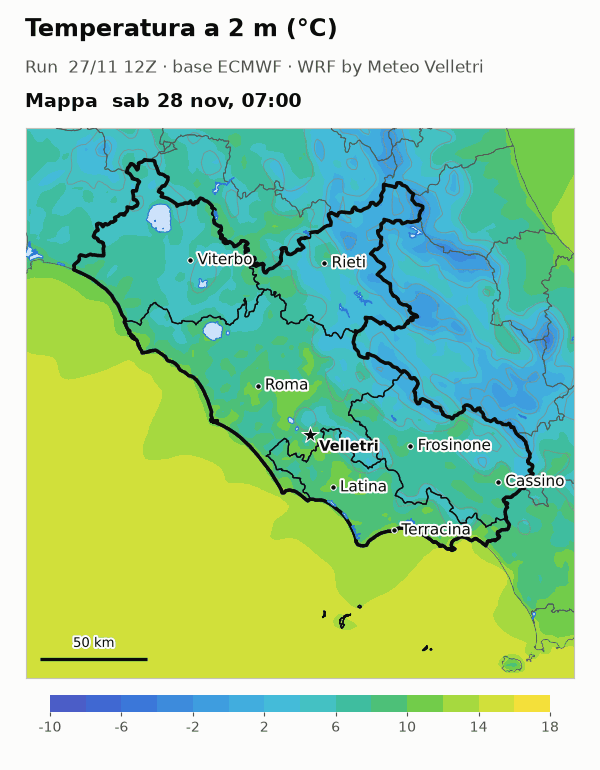 Temperatura a 2 m (°C)
Run  27/11 12Z · base ECMWF · WRF by Meteo Velletri
Mappa  sab 28 nov, 07:00
Viterbo
Rieti
Roma
Velletri
Frosinone
Latina
Cassino
Terracina
50 km
-10 -6 -2 2 6 10 14 18